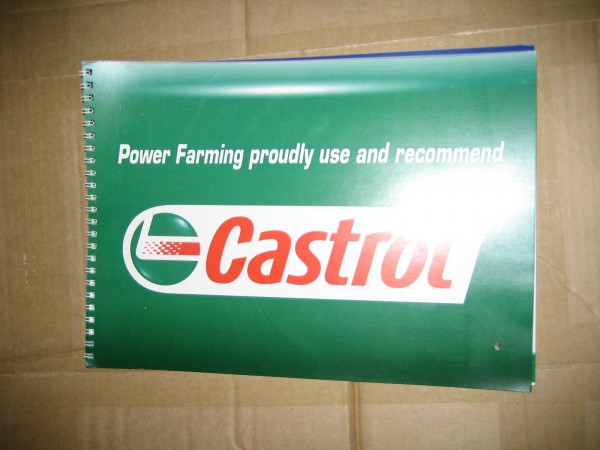 Power Farming proudly use and recommend
Castrol